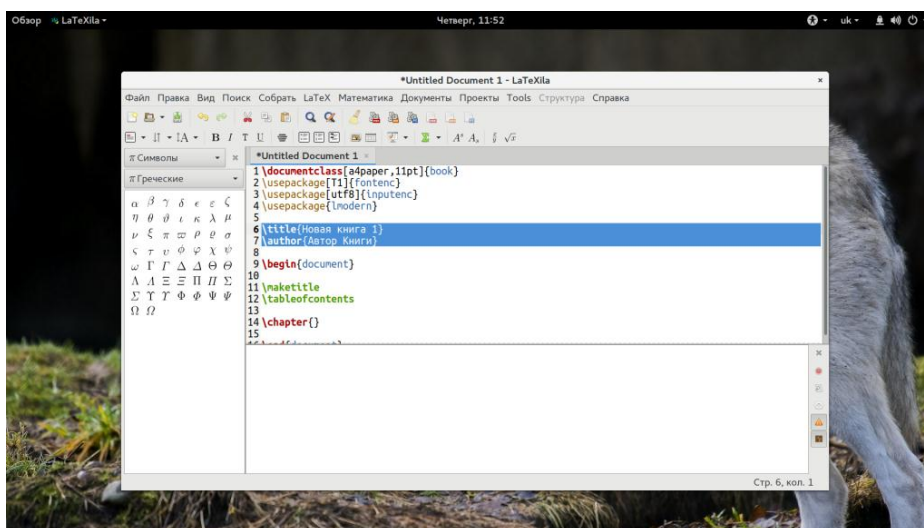 Обзор LaTeXila Четверг, 11:52 uk
*Untitled Document 1 - LaTeXila
Файл Правка Вид Поиск Собрать LaTeX Математика Документы Проекты Tools Структура Справка
B I T U
π Символы
*Untitled Document 1
π Греческие
α β γ δ ϵ ε ζ
η θ ϑ ι κ λ μ
ν ξ π ϖ ρ ϱ σ
ς τ υ ϕ φ χ ψ
ω Γ Γ Δ Δ Θ Θ
Λ Λ Ξ Ξ Π Π Σ
Σ Υ Υ Φ Φ Ψ Ψ
Ω Ω
1 \documentclass[a4paper,11pt]{book}
2 \usepackage[T1]{fontenc}
3 \usepackage[utf8]{inputenc}
4 \usepackage{lmodern}
5
6 \title{Новая книга 1}
7 \author{Автор Книги}
8
9 \begin{document}
10
11 \maketitle
12 \tableofcontents
13
14 \chapter{}
15
Стр. 6, кол. 1